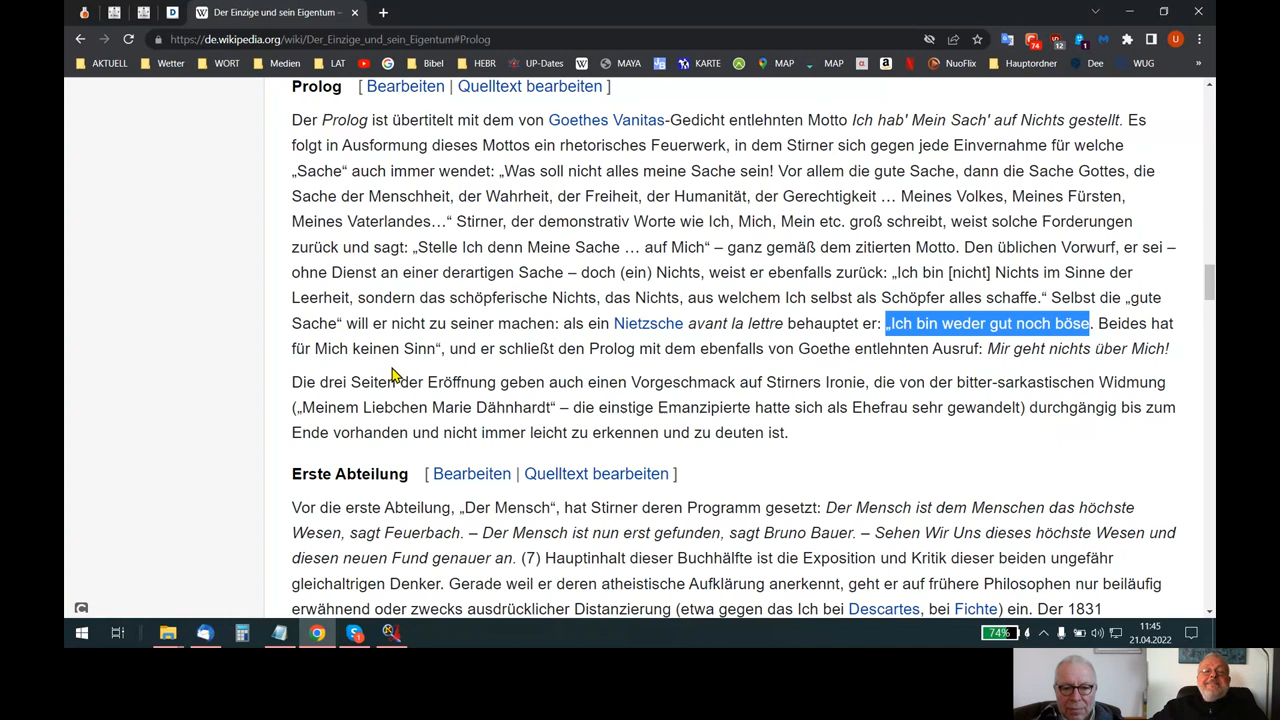 Der Einzige und sein Eigentum –
https://de.wikipedia.org/wiki/Der_Einzige_und_sein_Eigentum#Prolog
74
12
1
U
AKTUELL Wetter WORT Medien LAT Bibel HEBR UP-Dates MAYA KARTE MAP MAP NuoFlix Hauptordner Dee WUG »
Prolog [ Bearbeiten | Quelltext bearbeiten ]
Der Prolog ist übertitelt mit dem von Goethes Vanitas-Gedicht entlehnten Motto Ich hab' Mein Sach' auf Nichts gestellt. Es
folgt in Ausformung dieses Mottos ein rhetorisches Feuerwerk, in dem Stirner sich gegen jede Einvernahme für welche
„Sache“ auch immer wendet: „Was soll nicht alles meine Sache sein! Vor allem die gute Sache, dann die Sache Gottes, die
Sache der Menschheit, der Wahrheit, der Freiheit, der Humanität, der Gerechtigkeit … Meines Volkes, Meines Fürsten,
Meines Vaterlandes…“ Stirner, der demonstrativ Worte wie Ich, Mich, Mein etc. groß schreibt, weist solche Forderungen
zurück und sagt: „Stelle Ich denn Meine Sache … auf Mich“ – ganz gemäß dem zitierten Motto. Den üblichen Vorwurf, er sei –
ohne Dienst an einer derartigen Sache – doch (ein) Nichts, weist er ebenfalls zurück: „Ich bin [nicht] Nichts im Sinne der
Leerheit, sondern das schöpferische Nichts, das Nichts, aus welchem Ich selbst als Schöpfer alles schaffe.“ Selbst die „gute
Sache“ will er nicht zu seiner machen: als ein Nietzsche avant la lettre behauptet er: „Ich bin weder gut noch böse. Beides hat
für Mich keinen Sinn“, und er schließt den Prolog mit dem ebenfalls von Goethe entlehnten Ausruf: Mir geht nichts über Mich!
Die drei Seiten der Eröffnung geben auch einen Vorgeschmack auf Stirners Ironie, die von der bitter-sarkastischen Widmung
(„Meinem Liebchen Marie Dähnhardt“ – die einstige Emanzipierte hatte sich als Ehefrau sehr gewandelt) durchgängig bis zum
Ende vorhanden und nicht immer leicht zu erkennen und zu deuten ist.
Erste Abteilung [ Bearbeiten | Quelltext bearbeiten ]
Vor die erste Abteilung, „Der Mensch“, hat Stirner deren Programm gesetzt: Der Mensch ist dem Menschen das höchste
Wesen, sagt Feuerbach. – Der Mensch ist nun erst gefunden, sagt Bruno Bauer. – Sehen Wir Uns dieses höchste Wesen und
diesen neuen Fund genauer an. (7) Hauptinhalt dieser Buchhälfte ist die Exposition und Kritik dieser beiden ungefähr
gleichaltrigen Denker. Gerade weil er deren atheistische Aufklärung anerkennt, geht er auf frühere Philosophen nur beiläufig
erwähnend oder zwecks ausdrücklicher Distanzierung (etwa gegen das Ich bei Descartes, bei Fichte) ein. Der 1831
74%
11:45
21.04.2022